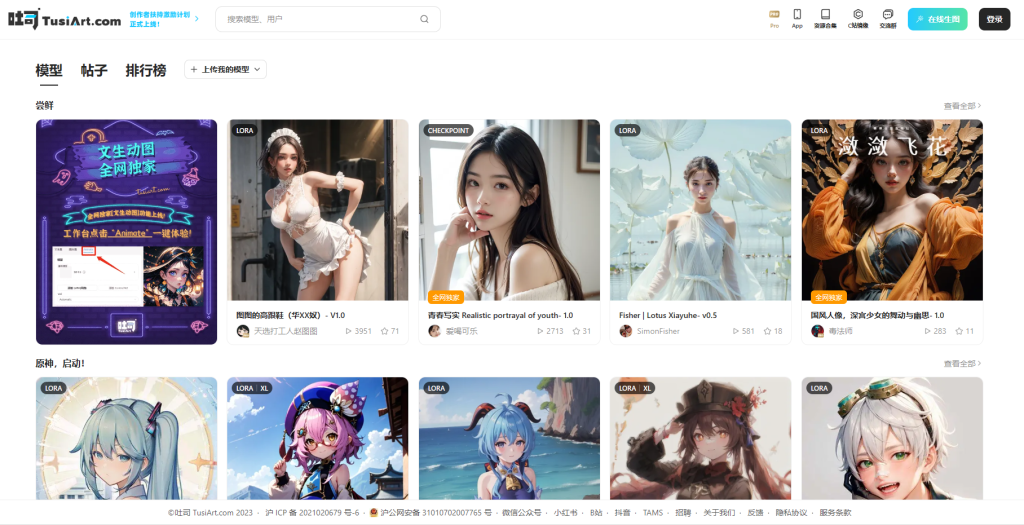 吐司 TusiArt.com
创作者扶持激励计划
正式上线!
搜索模型、用户
Pro
App
资源合集
C站镜像
交流群
在线生图
登录
模型
帖子
排行榜
上传我的模型
尝鲜
查看全部
文生动图
全网独家
tusiart.com
全网独家[文生动图]功能上线!
工作台点击 "Animate" 一键体验!
吐司
LORA
图图的高跟鞋(华XX奴) - V1.0
天选打工人赵图图
3951
71
CHECKPOINT
全网独家
青春写实 Realistic portrayal of youth- 1.0
爱喝可乐
2713
31
LORA
Fisher | Lotus Xiayuhe- v0.5
SimonFisher
581
18
LORA
潋潋飞花
全网独家
国风人像,深宫少女的舞动与幽思- 1.0
毒法师
283
11
原神,启动!
查看全部
LORA
LORA | XL
LORA
LORA | XL
LORA
©吐司 TusiArt.com 2023 · 沪 ICP 备 2021020679 号-6 · 沪公网安备 31010702007765 号 · 微信公众号 · 小红书 · B站 · 抖音 · TAMS · 招聘 · 关于我们 · 反馈 · 隐私协议 · 服务条款